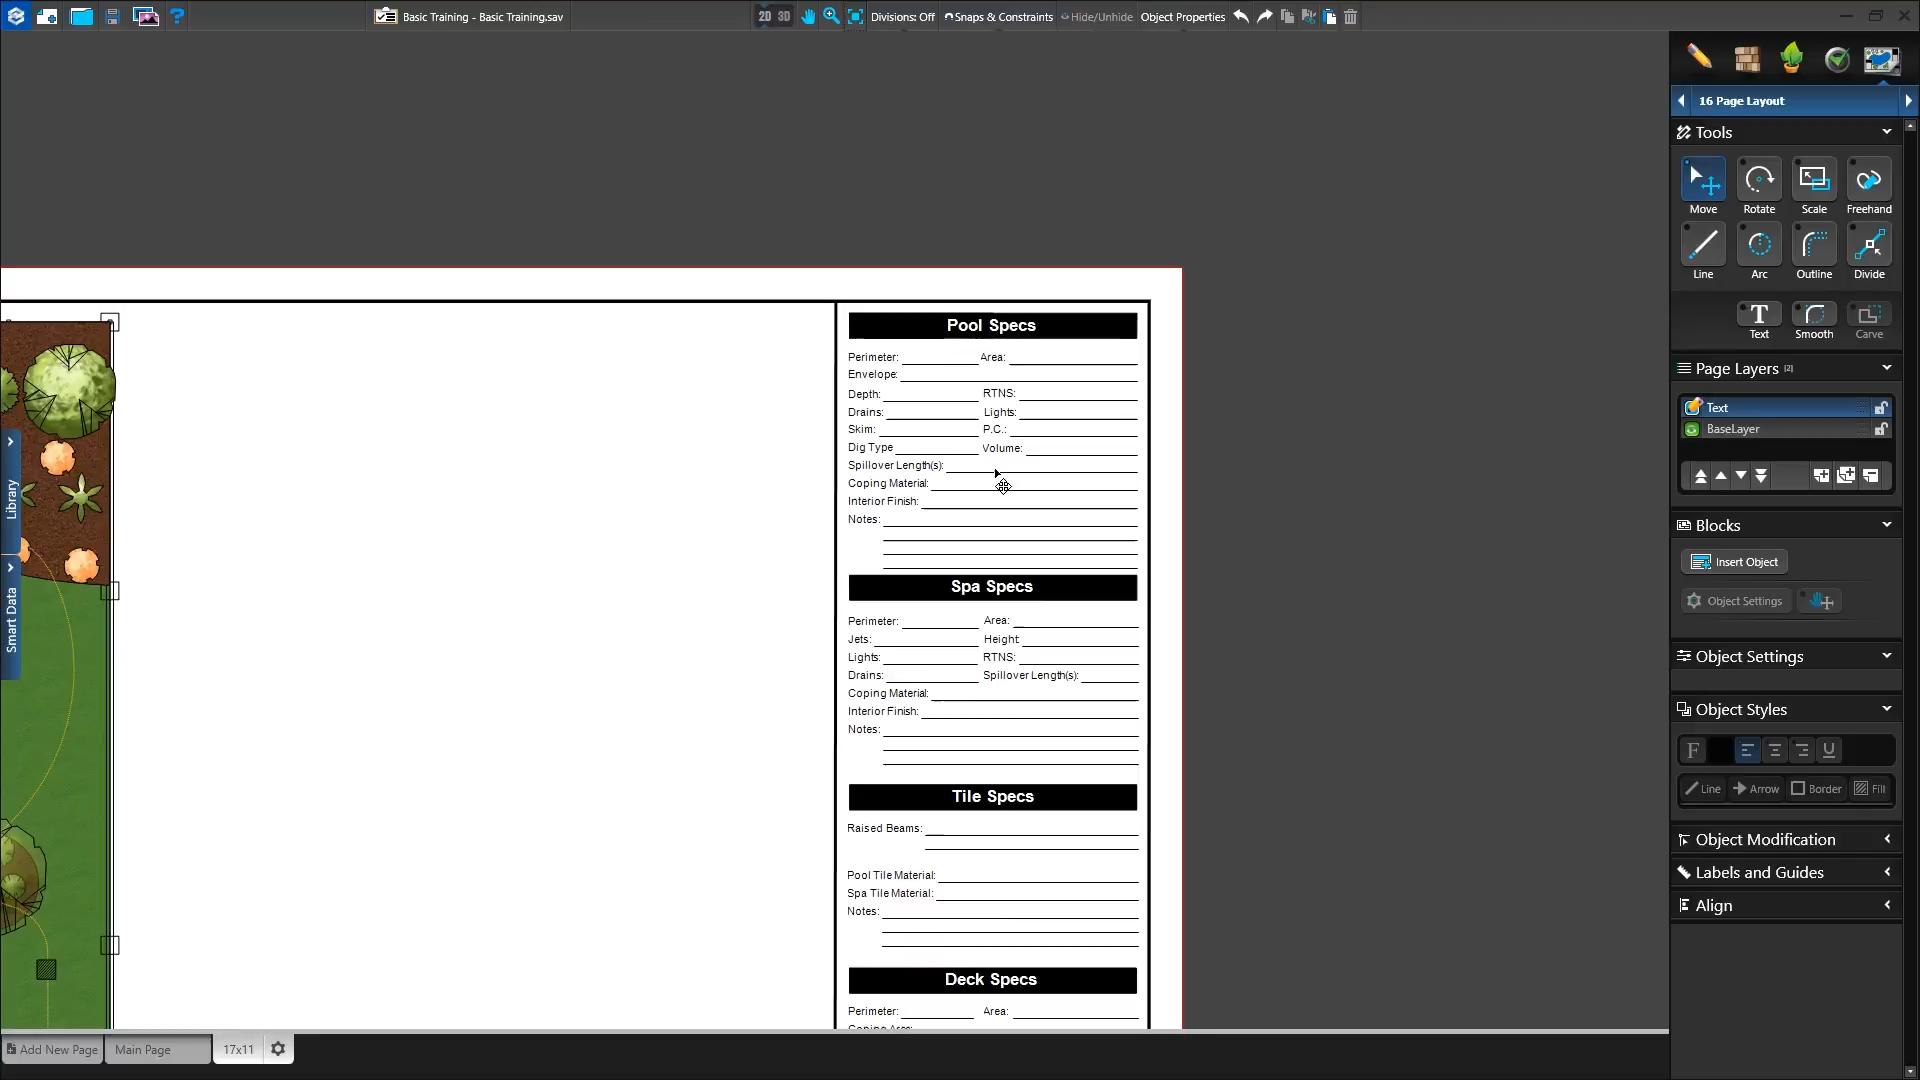 Basic Training - Basic Training.sav
2D 3D
Divisions: Off
Snaps & Constraints
Hide/Unhide
Object Properties
16 Page Layout
Tools
Move Rotate Scale Freehand
Line Arc Outline Divide
Text Smooth Carve
Page Layers [2]
Text
BaseLayer
Blocks
Insert Object
Object Settings
Object Settings
Object Styles
F
Line Arrow Border Fill
Object Modification
Labels and Guides
Align
Library
Smart Data
Pool Specs
Perimeter: Area:
Envelope:
Depth: RTNS:
Drains: Lights:
Skim: P.C.:
Dig Type Volume:
Spillover Length(s):
Coping Material:
Interior Finish:
Notes:
Spa Specs
Perimeter: Area:
Jets: Height
Lights: RTNS:
Drains: Spillover Length(s):
Coping Material:
Interior Finish:
Notes:
Tile Specs
Raised Beams:
Pool Tile Material:
Spa Tile Material:
Notes:
Deck Specs
Perimeter: Area:
Coping Area:
Add New Page
Main Page
17x11